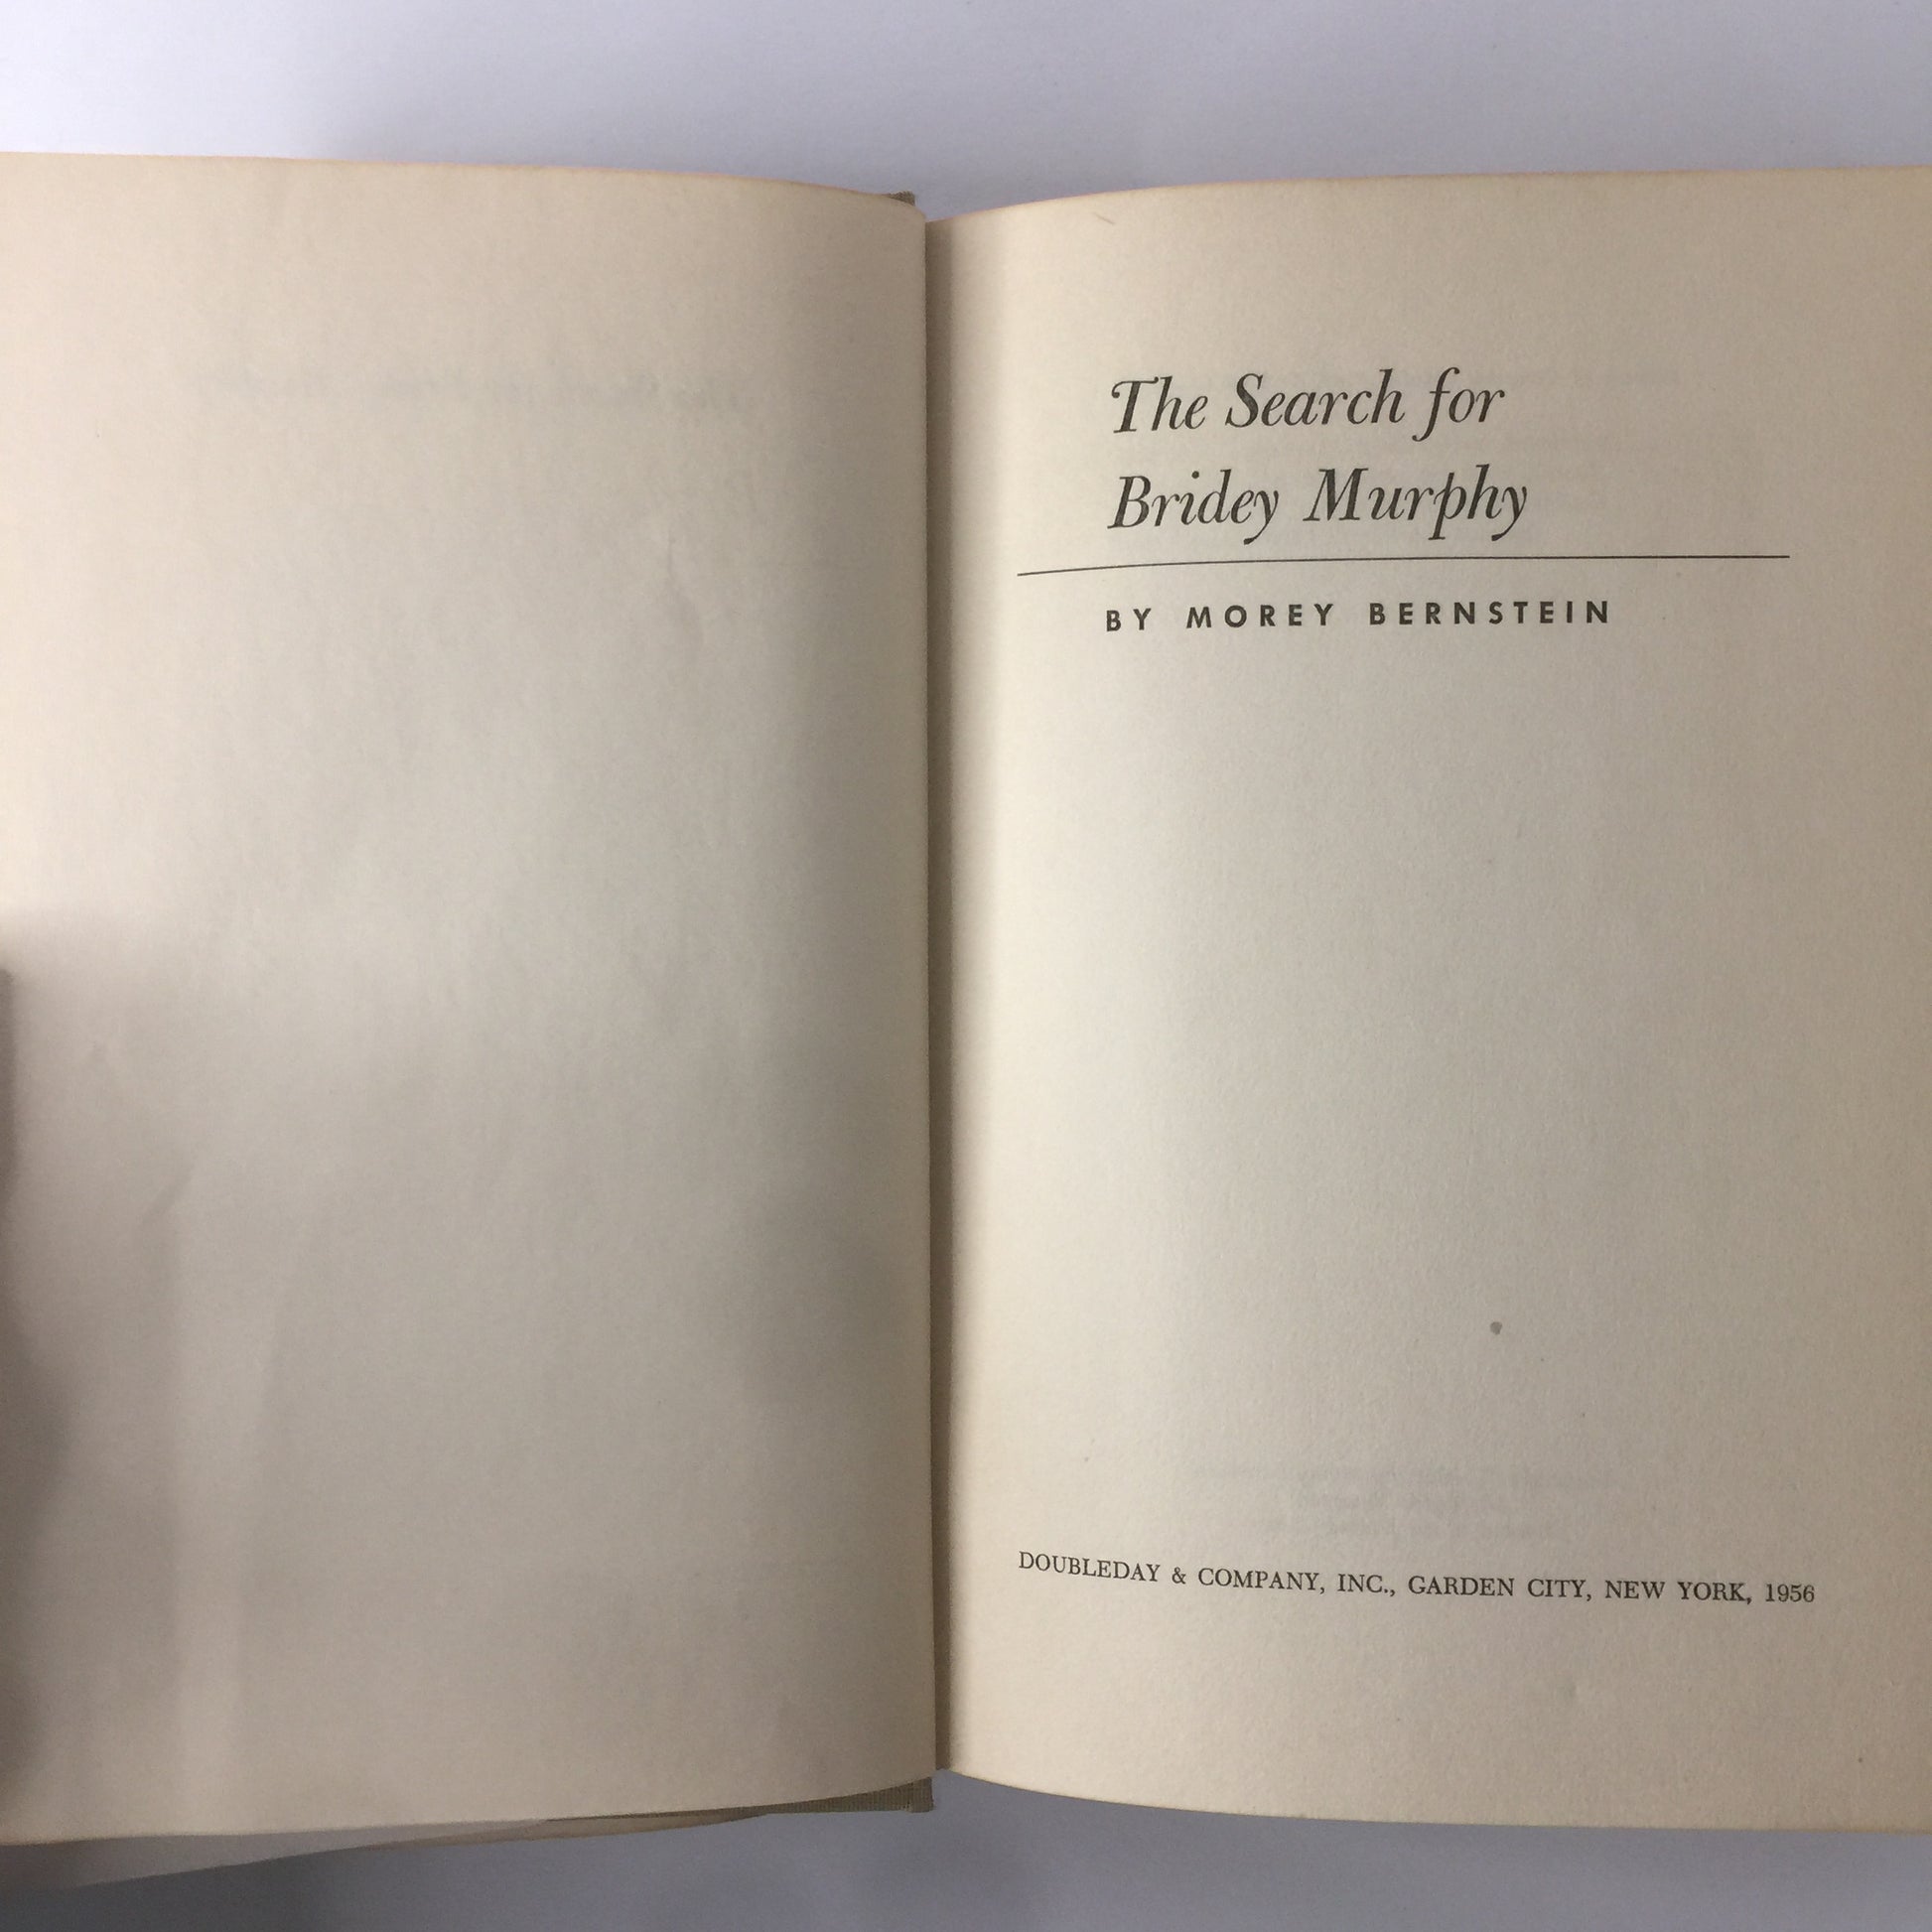 The Search for
Bridey Murphy
BY MOREY BERNSTEIN
DOUBLEDAY & COMPANY, INC., GARDEN CITY, NEW YORK, 1956